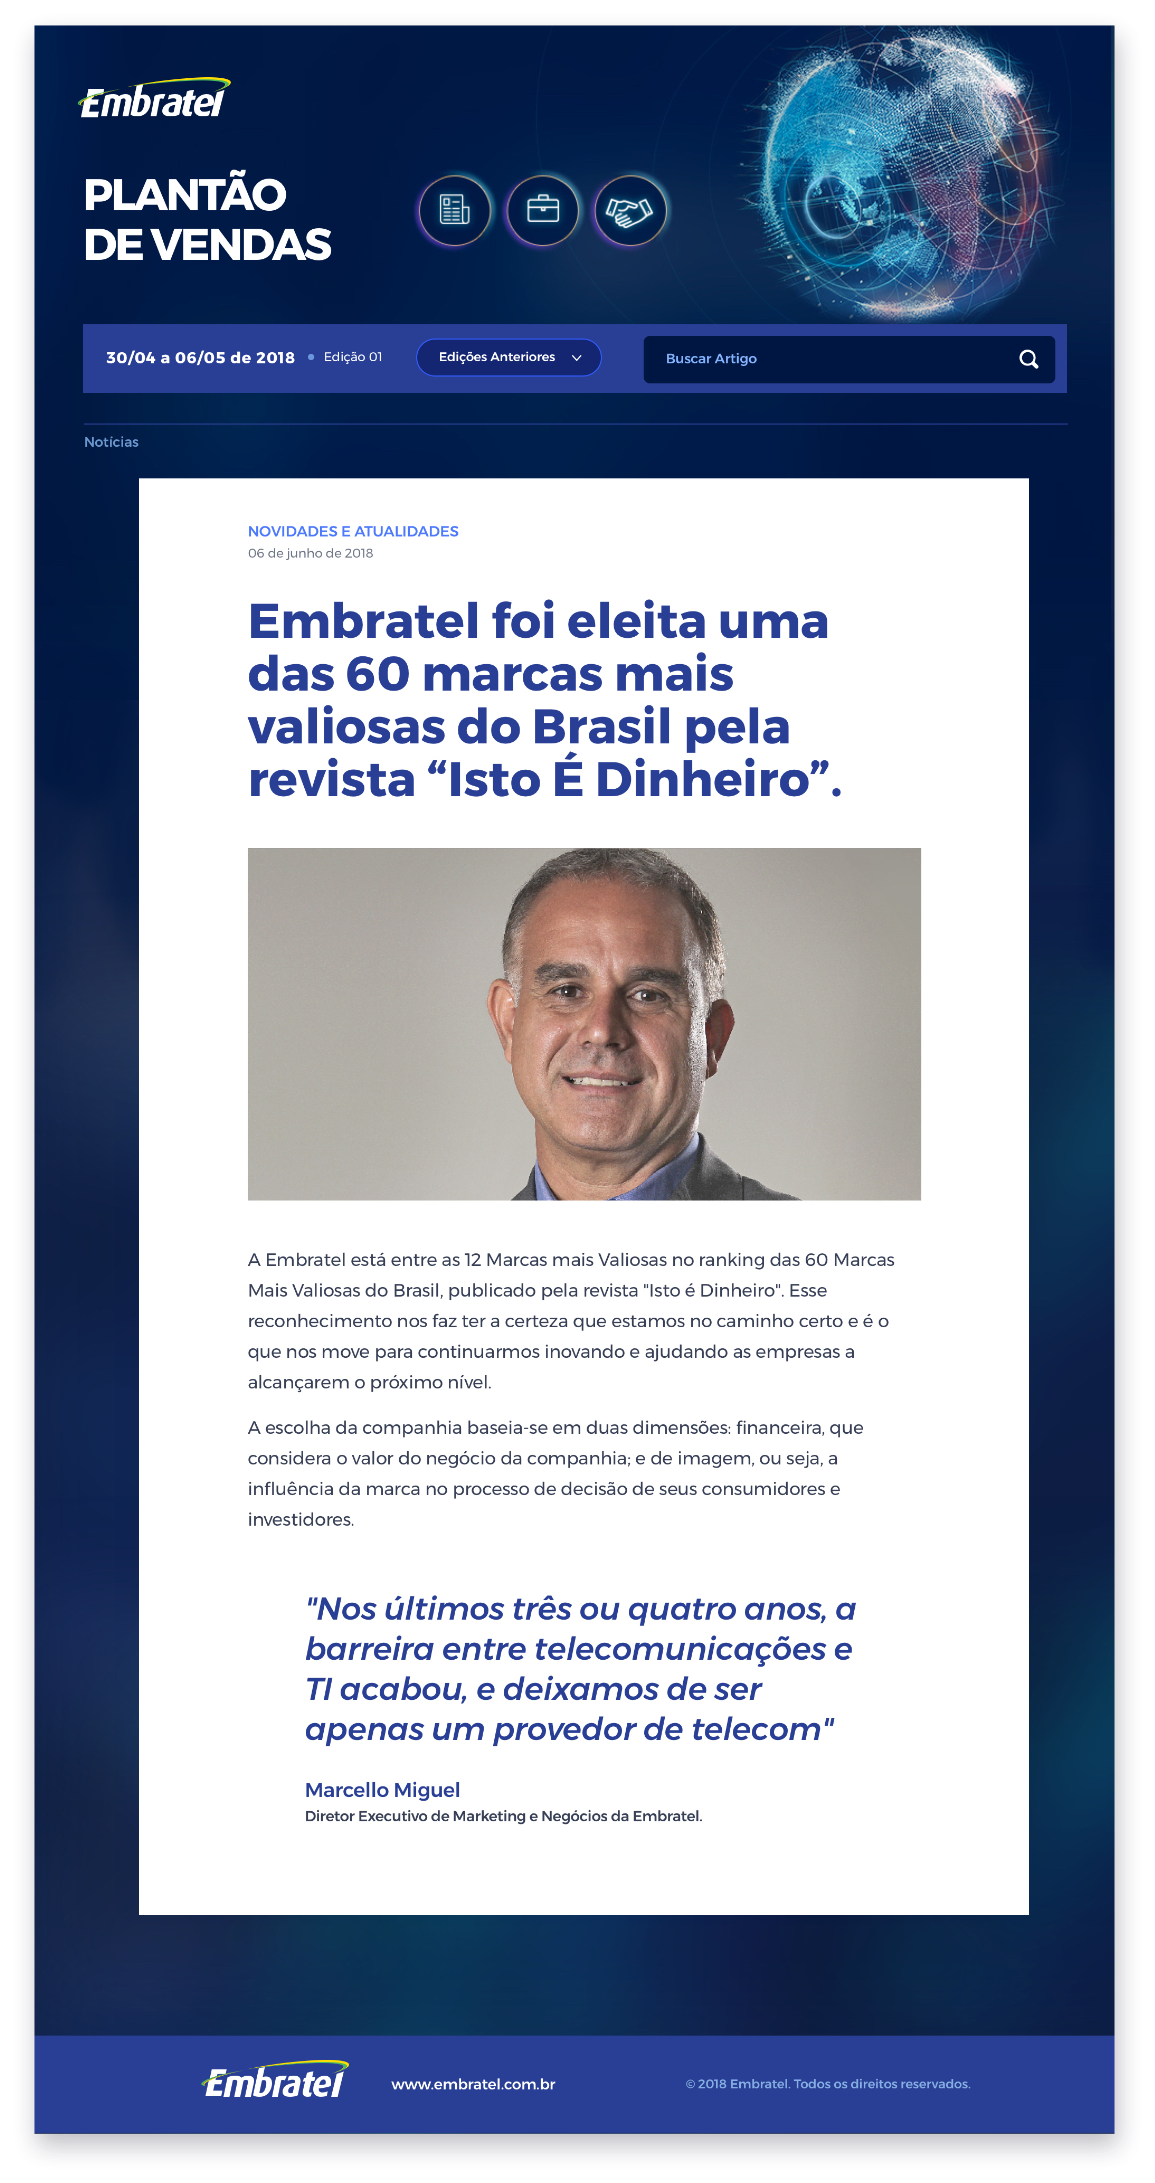 Embratel
PLANTÃO
DE VENDAS
30/04 a 06/05 de 2018 • Edição 01
Edições Anteriores
Buscar Artigo
Notícias
NOVIDADES E ATUALIDADES
06 de junho de 2018
Embratel foi eleita uma
das 60 marcas mais
valiosas do Brasil pela
revista “Isto É Dinheiro”.
A Embratel está entre as 12 Marcas mais Valiosas no ranking das 60 Marcas
Mais Valiosas do Brasil, publicado pela revista "Isto é Dinheiro". Esse
reconhecimento nos faz ter a certeza que estamos no caminho certo e é o
que nos move para continuarmos inovando e ajudando as empresas a
alcançarem o próximo nível.
A escolha da companhia baseia-se em duas dimensões: financeira, que
considera o valor do negócio da companhia; e de imagem, ou seja, a
influência da marca no processo de decisão de seus consumidores e
investidores.
"Nos últimos três ou quatro anos, a
barreira entre telecomunicações e
TI acabou, e deixamos de ser
apenas um provedor de telecom"
Marcello Miguel
Diretor Executivo de Marketing e Negócios da Embratel.
Embratel
www.embratel.com.br
© 2018 Embratel. Todos os direitos reservados.